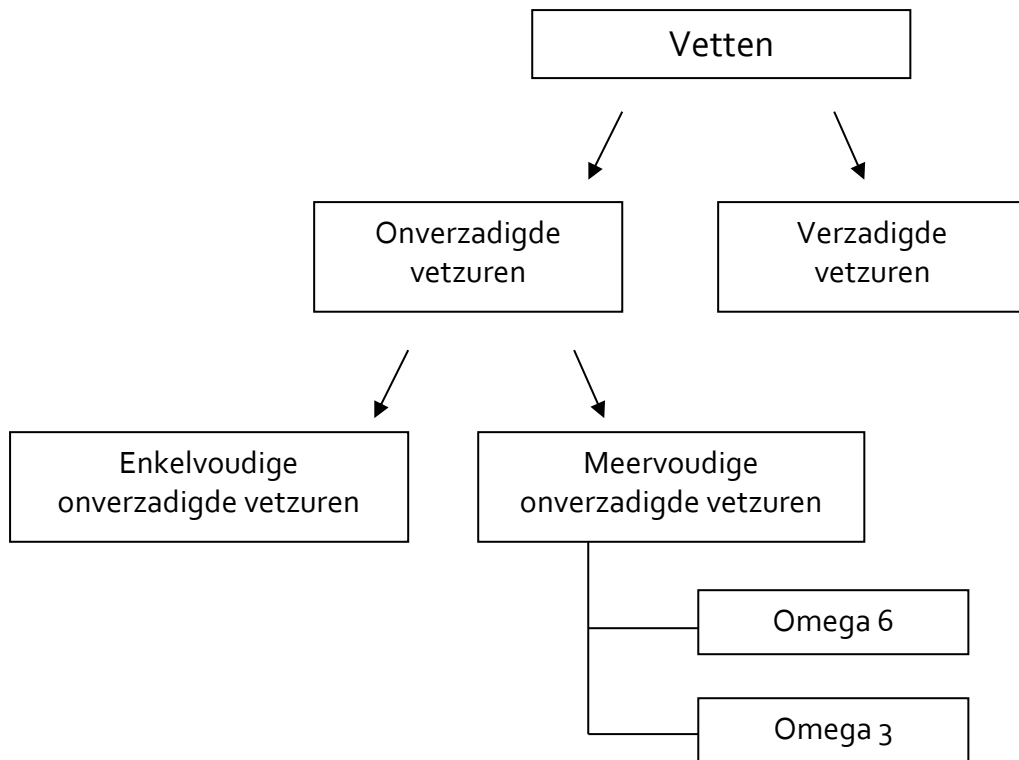 Vetten
Onverzadigde
vetzuren
Verzadigde
vetzuren
Enkelvoudige
onverzadigde vetzuren
Meervoudige
onverzadigde vetzuren
Omega 6
Omega 3